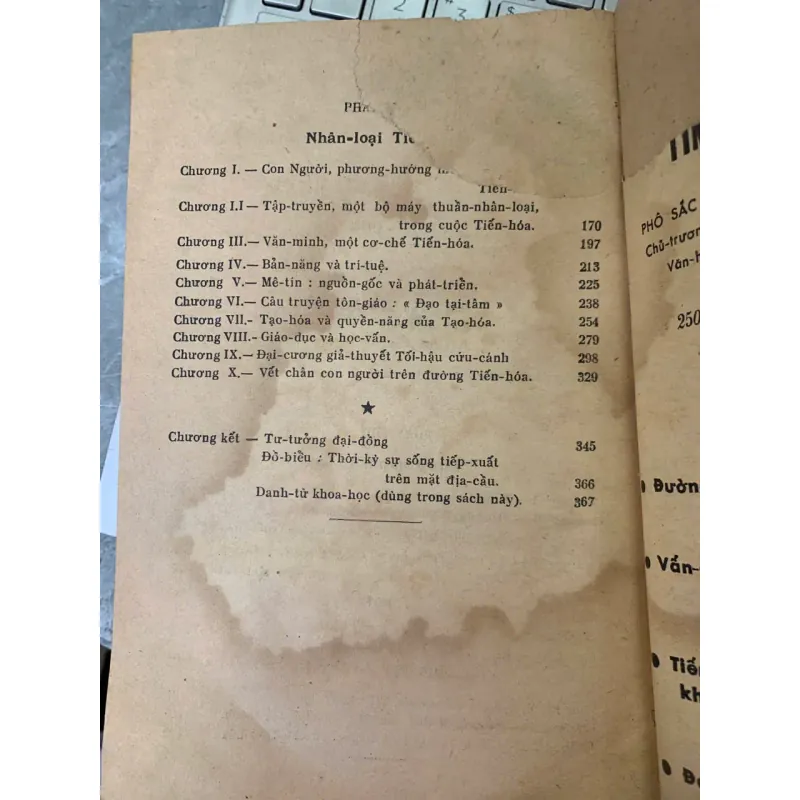 2
3
$
PHẦ
Nhân-loại Tiế
Chương I. — Con Người, phương-hướng m
Tiến-
Chương I.I — Tập-truyền, một bộ máy thuần-nhân-loại,
trong cuộc Tiến-hóa. 170
Chương III.— Văn-minh, một cơ-chế Tiến-hóa. 197
Chương IV.— Bản-năng và trí-tuệ. 213
Chương V.— Mê-tín : nguồn-gốc và phát-triển. 225
Chương VI.— Câu truyện tôn-giáo : « Đạo tại-tâm » 238
Chương VII.- Tạo-hóa và quyền-năng của Tạo-hóa. 254
Chương VIII.- Giáo-dục và học-vấn. 279
Chương IX.— Đại-cương giả-thuyết Tối-hậu cứu-cánh 298
Chương X.— Vết chân con người trên đường Tiến-hóa. 329
★
Chương kết — Tư-tưởng đại-đồng 345
Đồ-biểu : Thời-kỳ sự sống tiếp-xuất
trên mặt địa-cầu. 366
Danh-từ khoa-học (dùng trong sách này). 367
PHÔ SẮC
Chủ-trươn
Văn-h
250
• Đườn
• Vấn-
• Tiế
kh